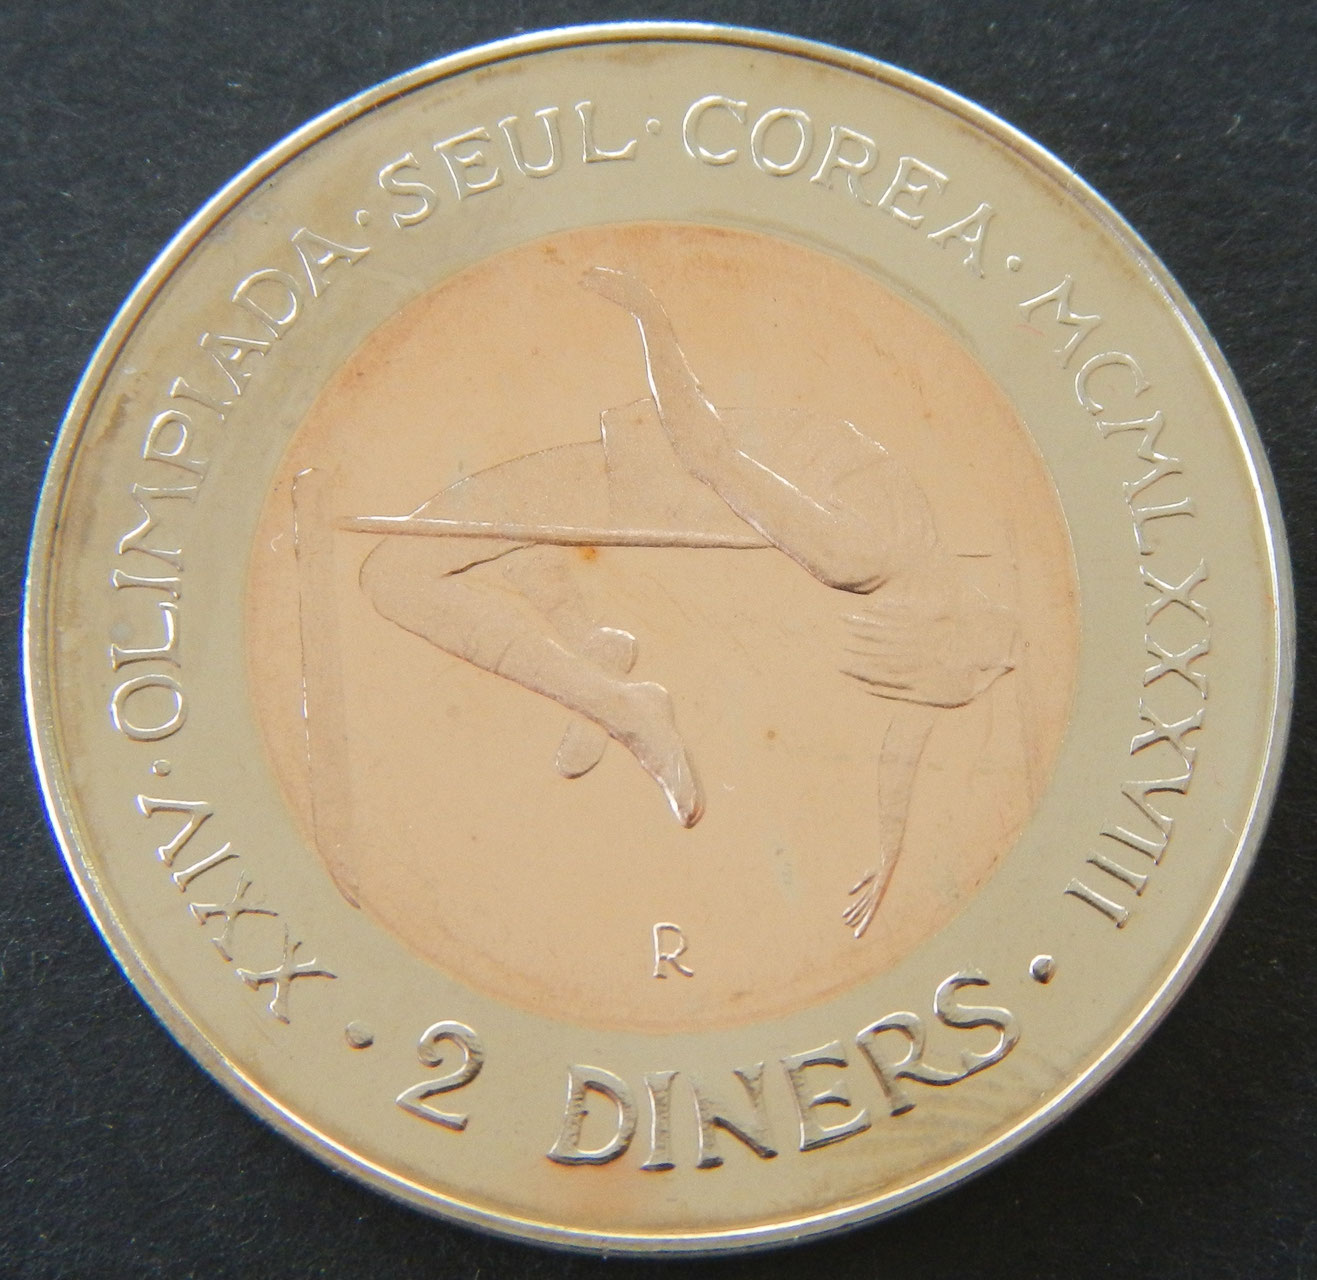 XXIV · OLIMPIADA · SEUL · COREA · MCMLXXXVIII
· 2 DINERS ·
R